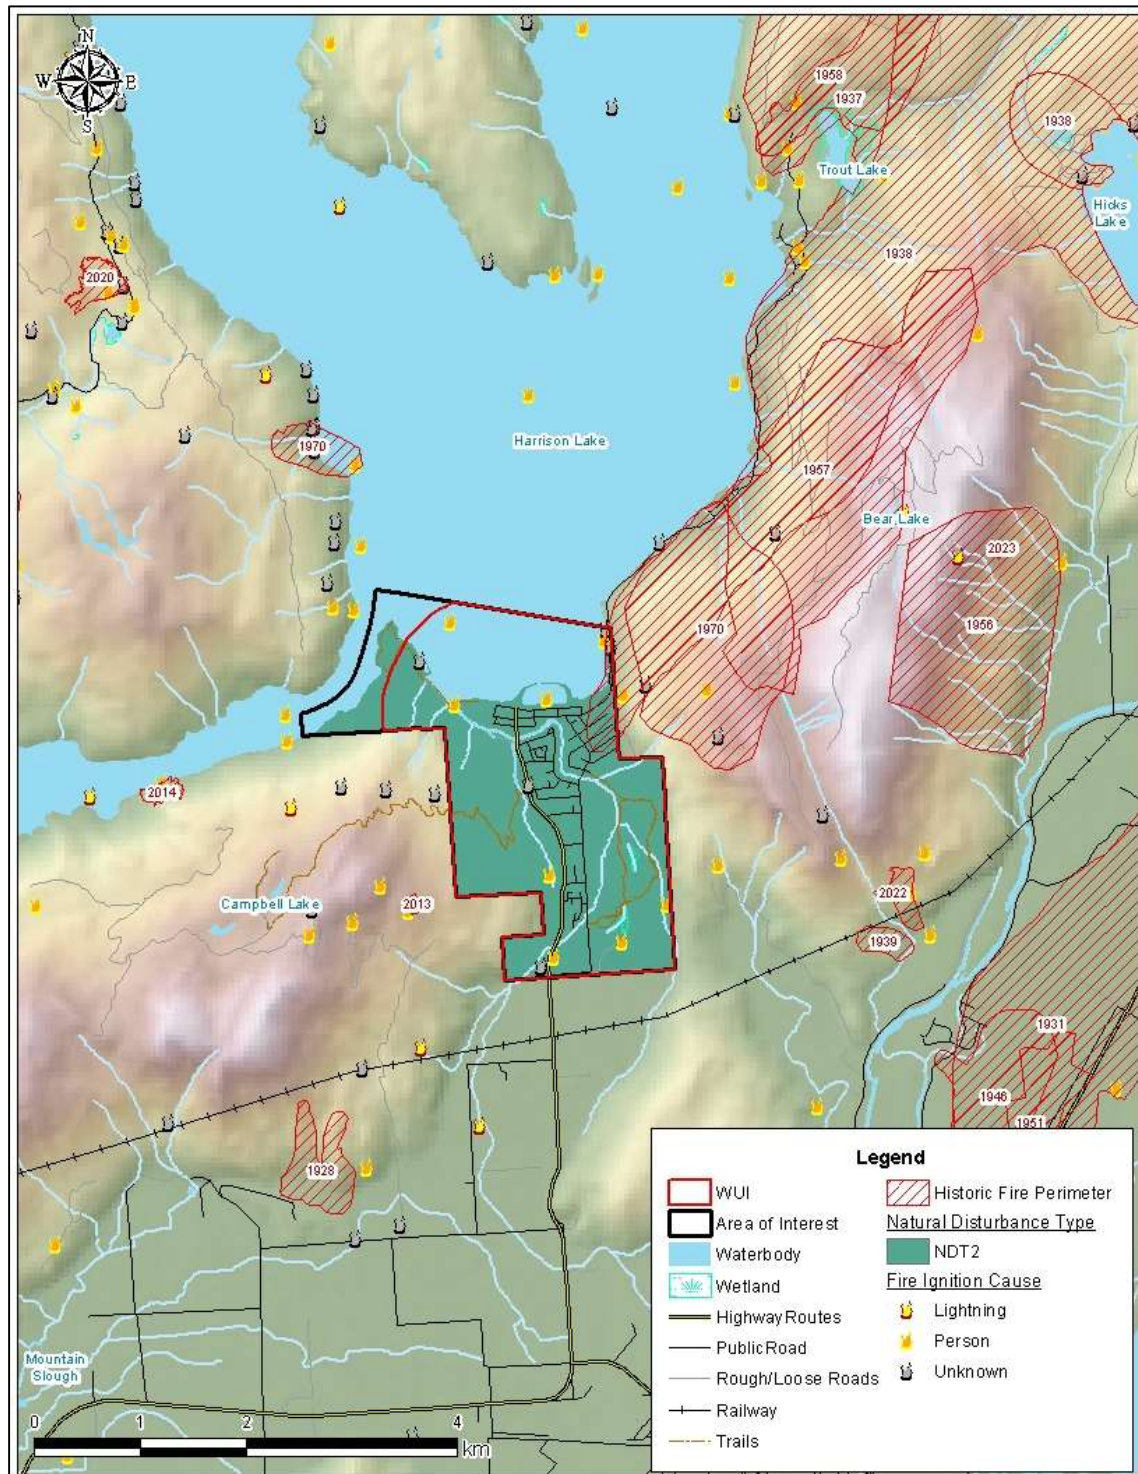 N
W E
S
1958
1937
1938
Trout Lake
Hicks
Lake
1938
2020
1970
Harrison Lake
1957
Bear Lake
2023
1956
1970
2014
Campbell Lake
2013
2022
1939
1931
1946
1951
1928
Mountain
Slough
0 1 2 4
km
Legend
WUI
Area of Interest
Waterbody
Wetland
Highway Routes
Public Road
Rough/Loose Roads
Railway
Trails
Historic Fire Perimeter
Natural Disturbance Type
NDT2
Fire Ignition Cause
Lightning
Person
Unknown